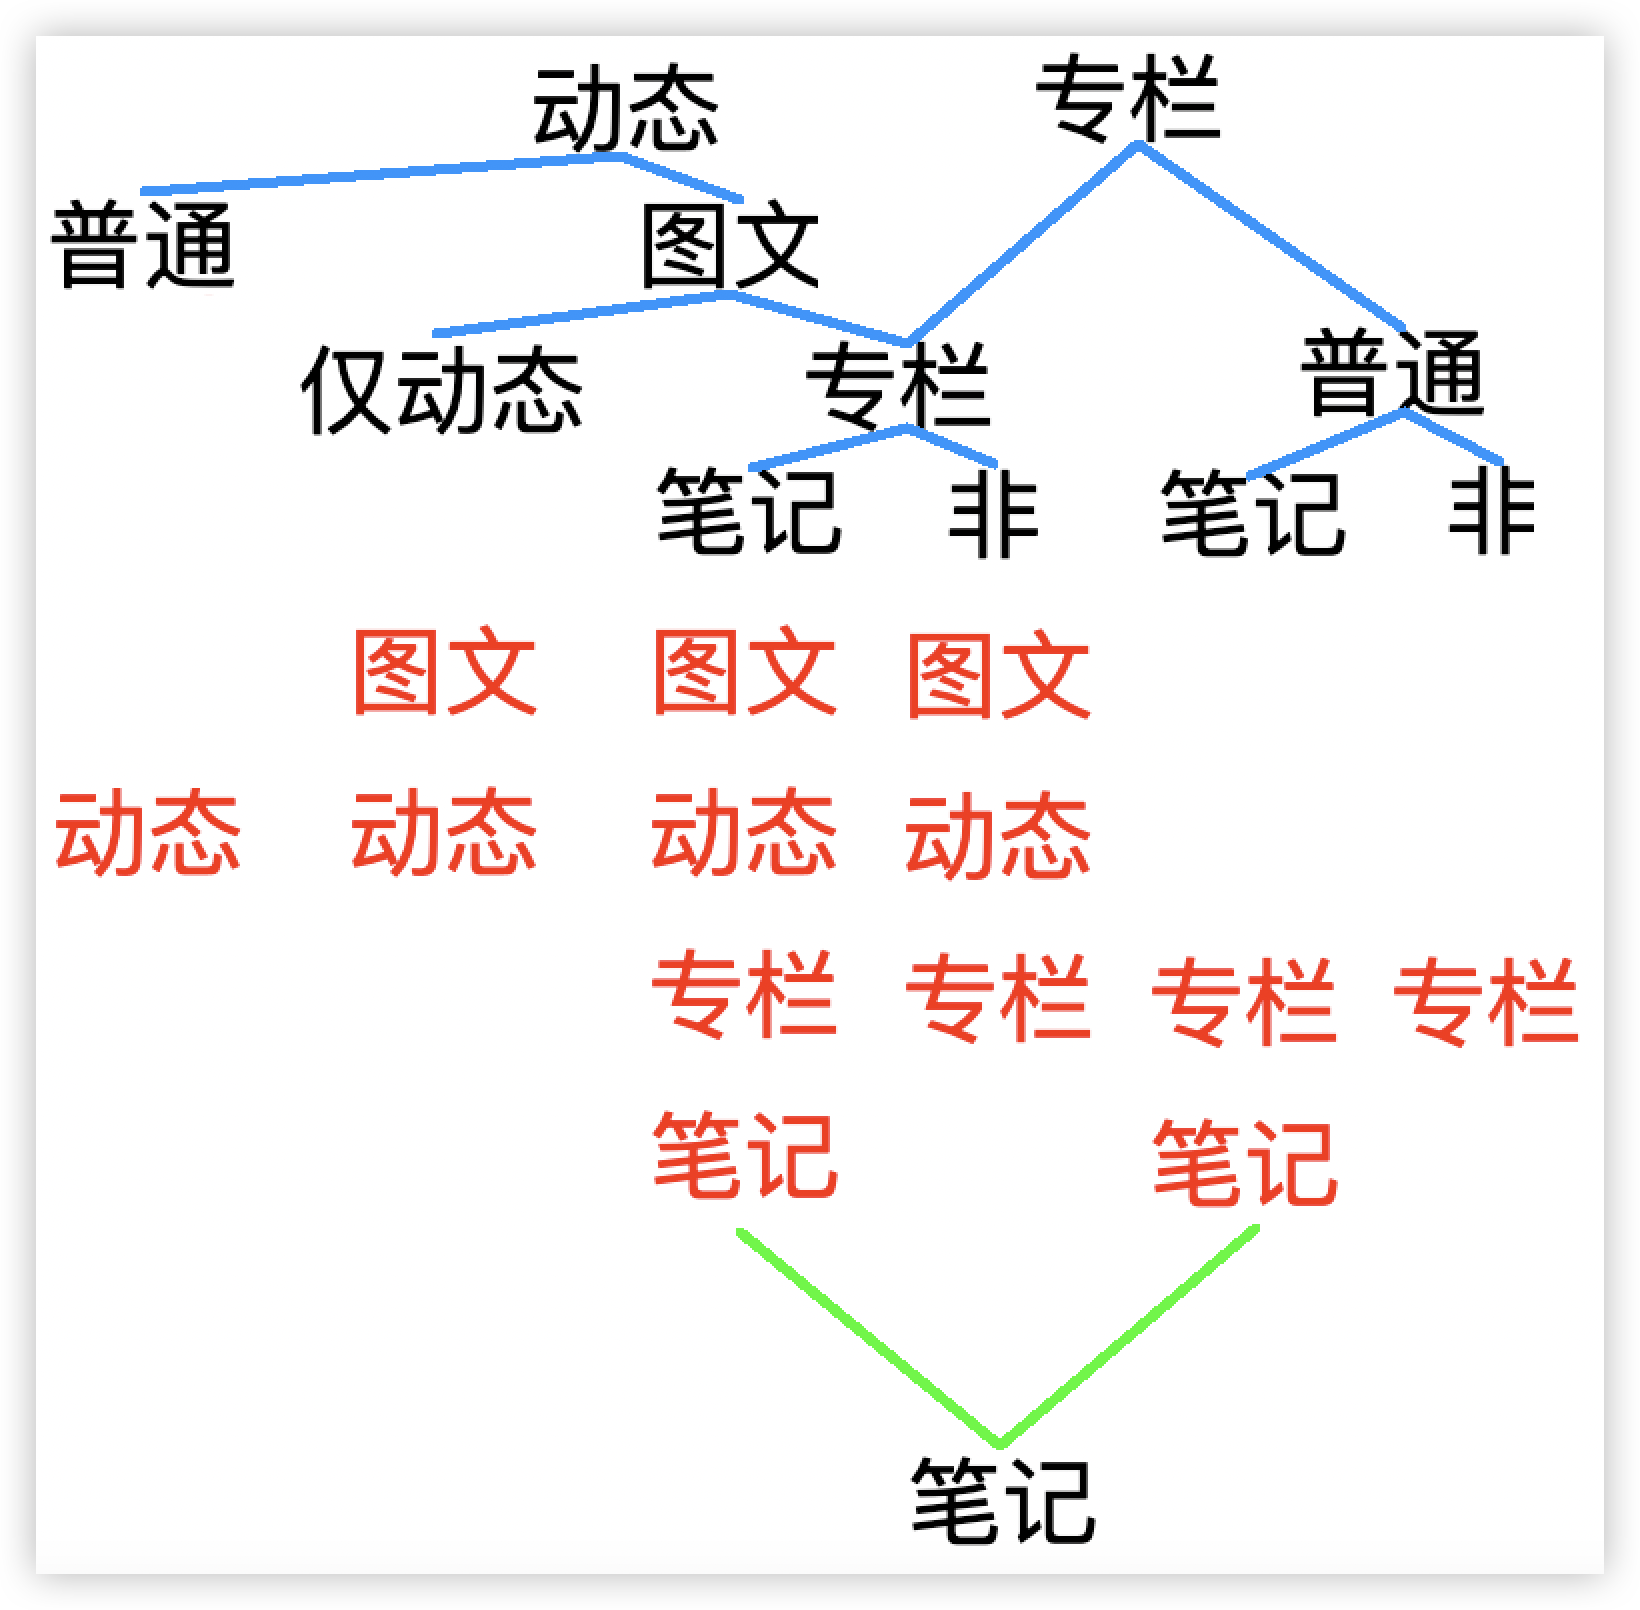 动态 专栏
普通 图文
仅动态 专栏 普通
笔记 非 笔记 非
图文 图文 图文
动态 动态 动态 动态
专栏 专栏 专栏 专栏
笔记 笔记
笔记